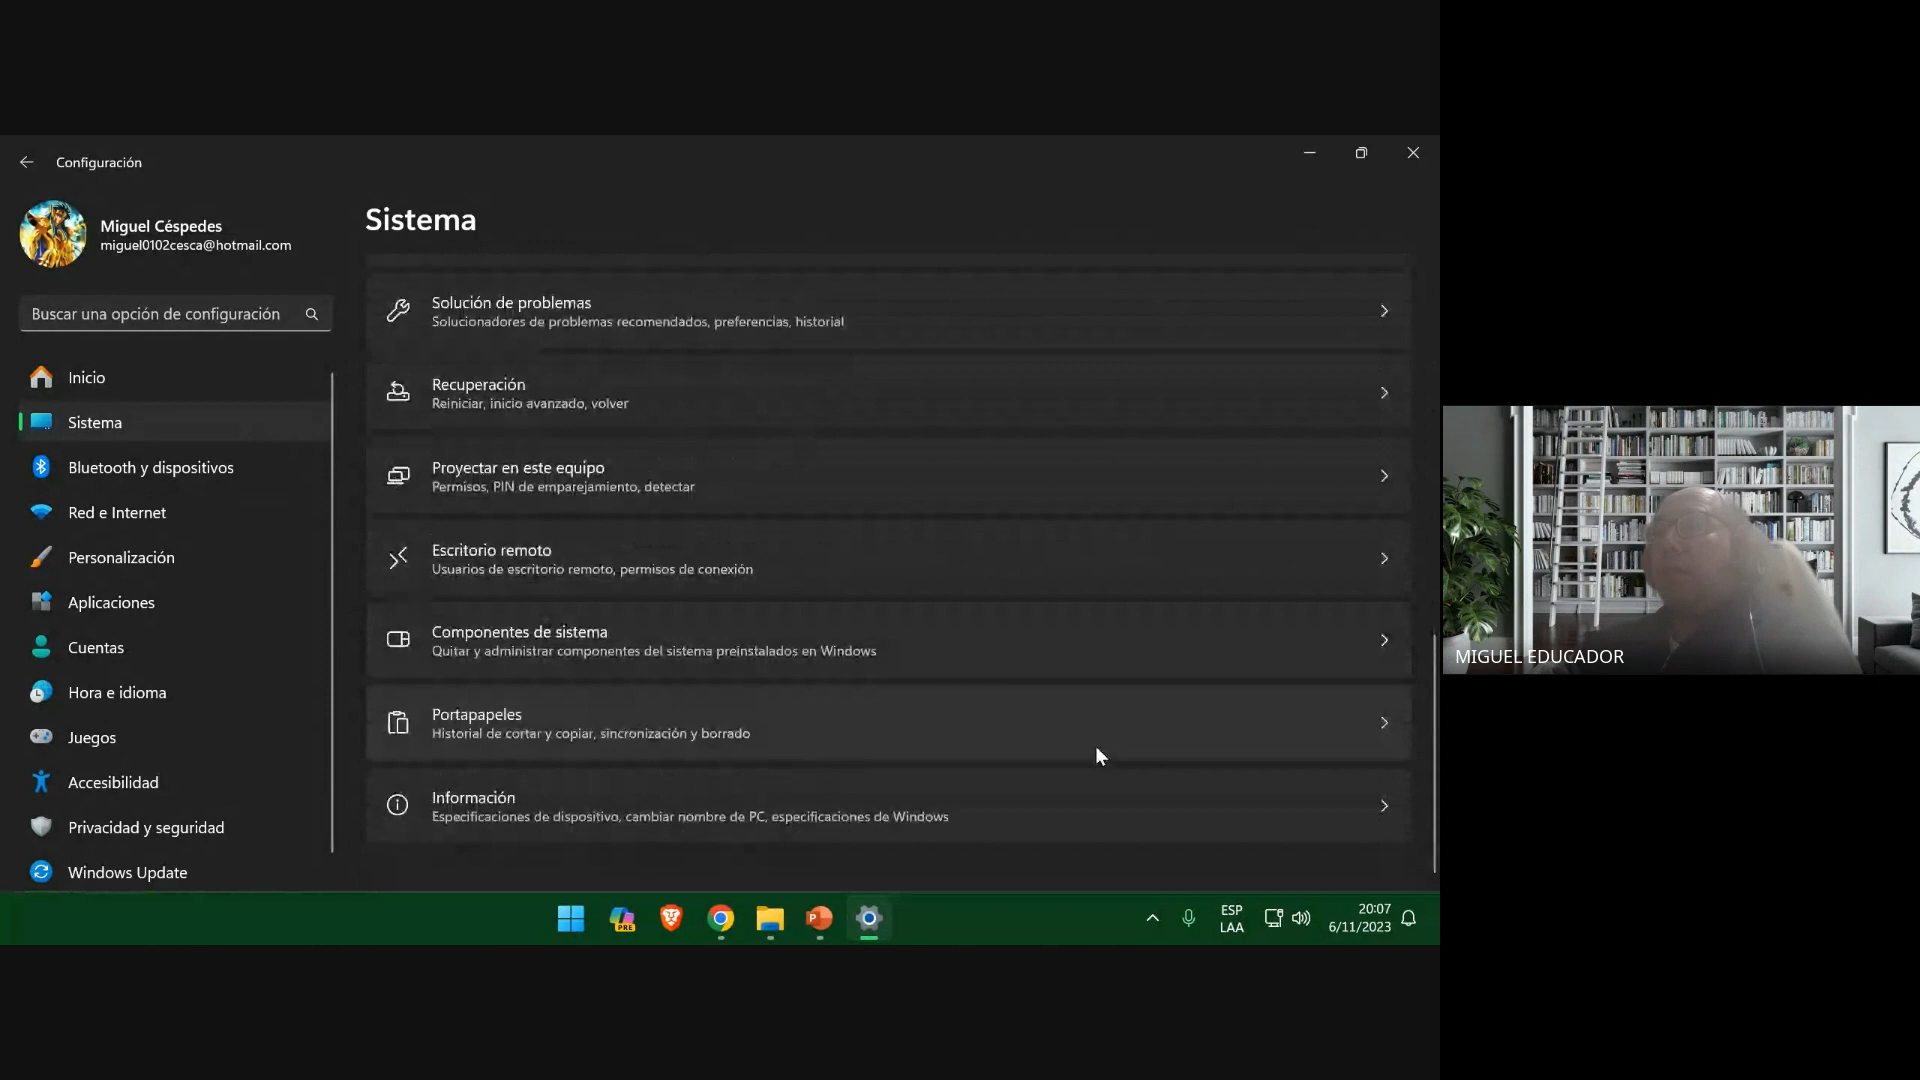 Configuración
Miguel Céspedes
miguel0102cesca@hotmail.com
Buscar una opción de configuración
Inicio
Sistema
Bluetooth y dispositivos
Red e Internet
Personalización
Aplicaciones
Cuentas
Hora e idioma
Juegos
Accesibilidad
Privacidad y seguridad
Windows Update
Sistema
Solución de problemas
Solucionadores de problemas recomendados, preferencias, historial
Recuperación
Reiniciar, inicio avanzado, volver
Proyectar en este equipo
Permisos, PIN de emparejamiento, detectar
Escritorio remoto
Usuarios de escritorio remoto, permisos de conexión
Componentes de sistema
Quitar y administrar componentes del sistema preinstalados en Windows
Portapapeles
Historial de cortar y copiar, sincronización y borrado
Información
Especificaciones de dispositivo, cambiar nombre de PC, especificaciones de Windows
PRE
P
ESP
LAA
20:07
6/11/2023
MIGUEL EDUCADOR